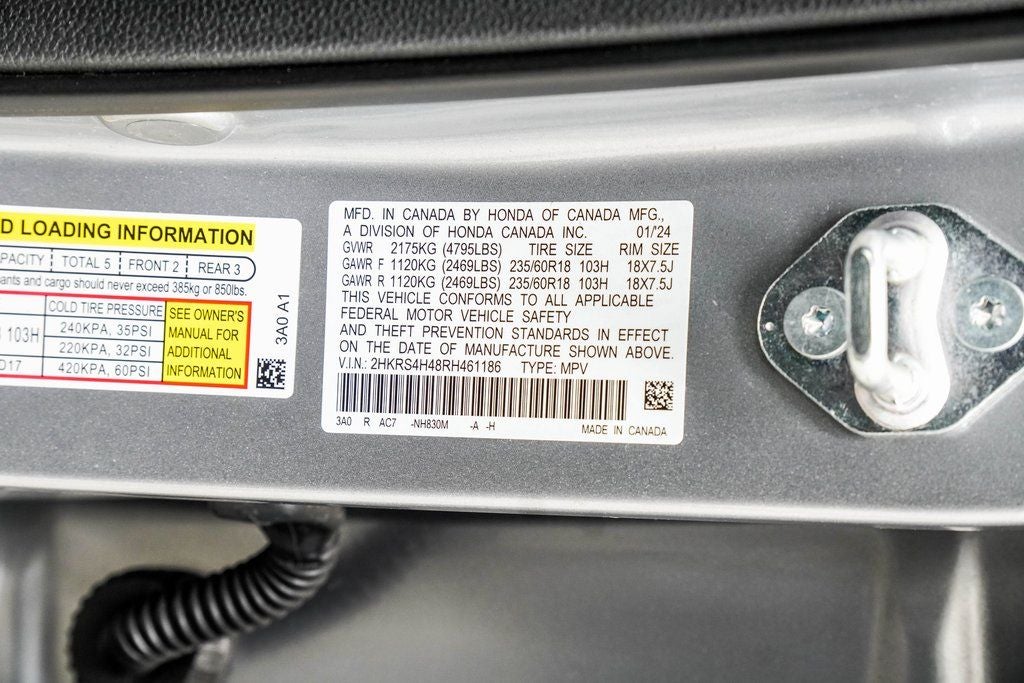 D LOADING INFORMATION
PACITY TOTAL 5 FRONT 2 REAR 3
ants and cargo should never exceed 385kg or 850lbs.
COLD TIRE PRESSURE
103H 240KPA, 35PSI
220KPA, 32PSI
D17 420KPA, 60PSI
SEE OWNER'S
MANUAL FOR
ADDITIONAL
INFORMATION
3A0 A1
MFD. IN CANADA BY HONDA OF CANADA MFG.,
A DIVISION OF HONDA CANADA INC. 01/'24
GVWR 2175KG (4795LBS) TIRE SIZE RIM SIZE
GAWR F 1120KG (2469LBS) 235/60R18 103H 18X7.5J
GAWR R 1120KG (2469LBS) 235/60R18 103H 18X7.5J
THIS VEHICLE CONFORMS TO ALL APPLICABLE
FEDERAL MOTOR VEHICLE SAFETY
AND THEFT PREVENTION STANDARDS IN EFFECT
ON THE DATE OF MANUFACTURE SHOWN ABOVE.
V.I.N.: 2HKRS4H48RH461186 TYPE: MPV
3A0 R AC7 -NH830M -A -H
MADE IN CANADA